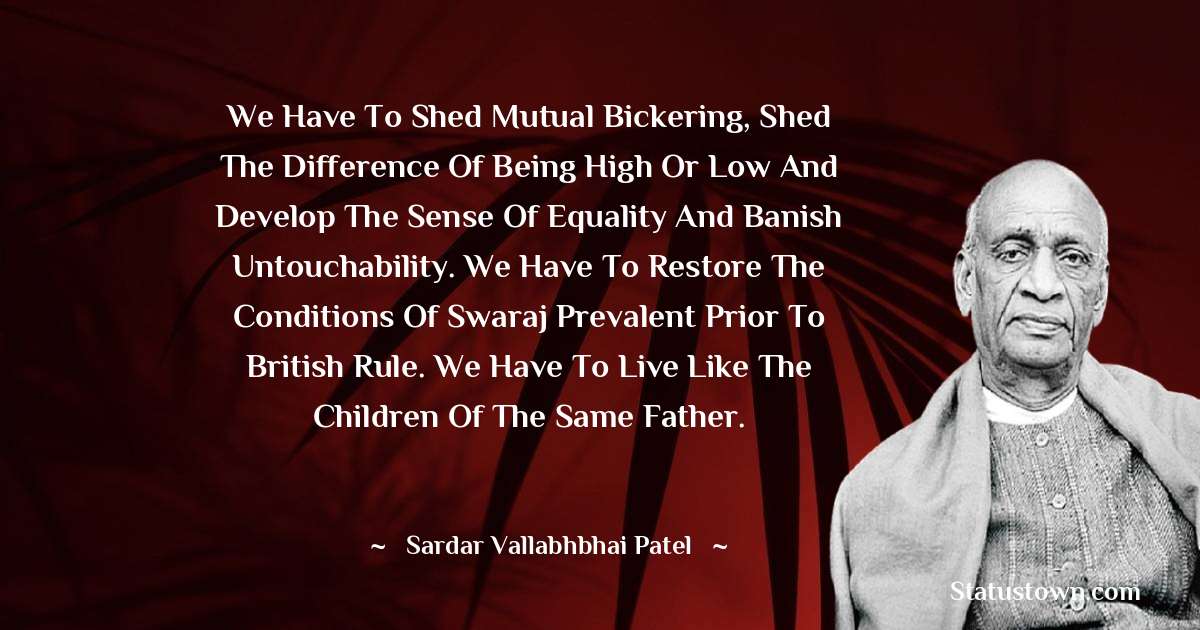 We Have To Shed Mutual Bickering, Shed
The Difference Of Being High Or Low And
Develop The Sense Of Equality And Banish
Untouchability. We Have To Restore The
Conditions Of Swaraj Prevalent Prior To
British Rule. We Have To Live Like The
Children Of The Same Father.
~ Sardar Vallabhbhai Patel ~
Statustown.com